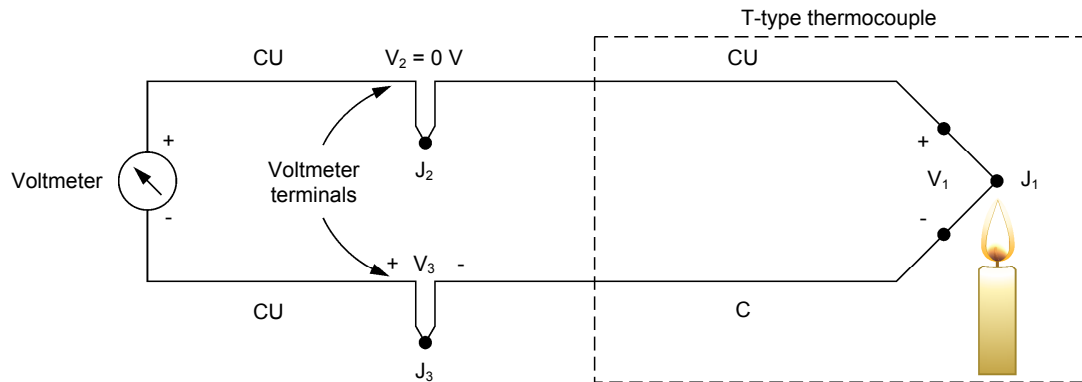 T-type thermocouple
CU
V₂ = 0 V
CU
+
Voltmeter
-
Voltmeter
terminals
J₂
+
V₁
-
J₁
+ V₃ -
CU
C
J₃